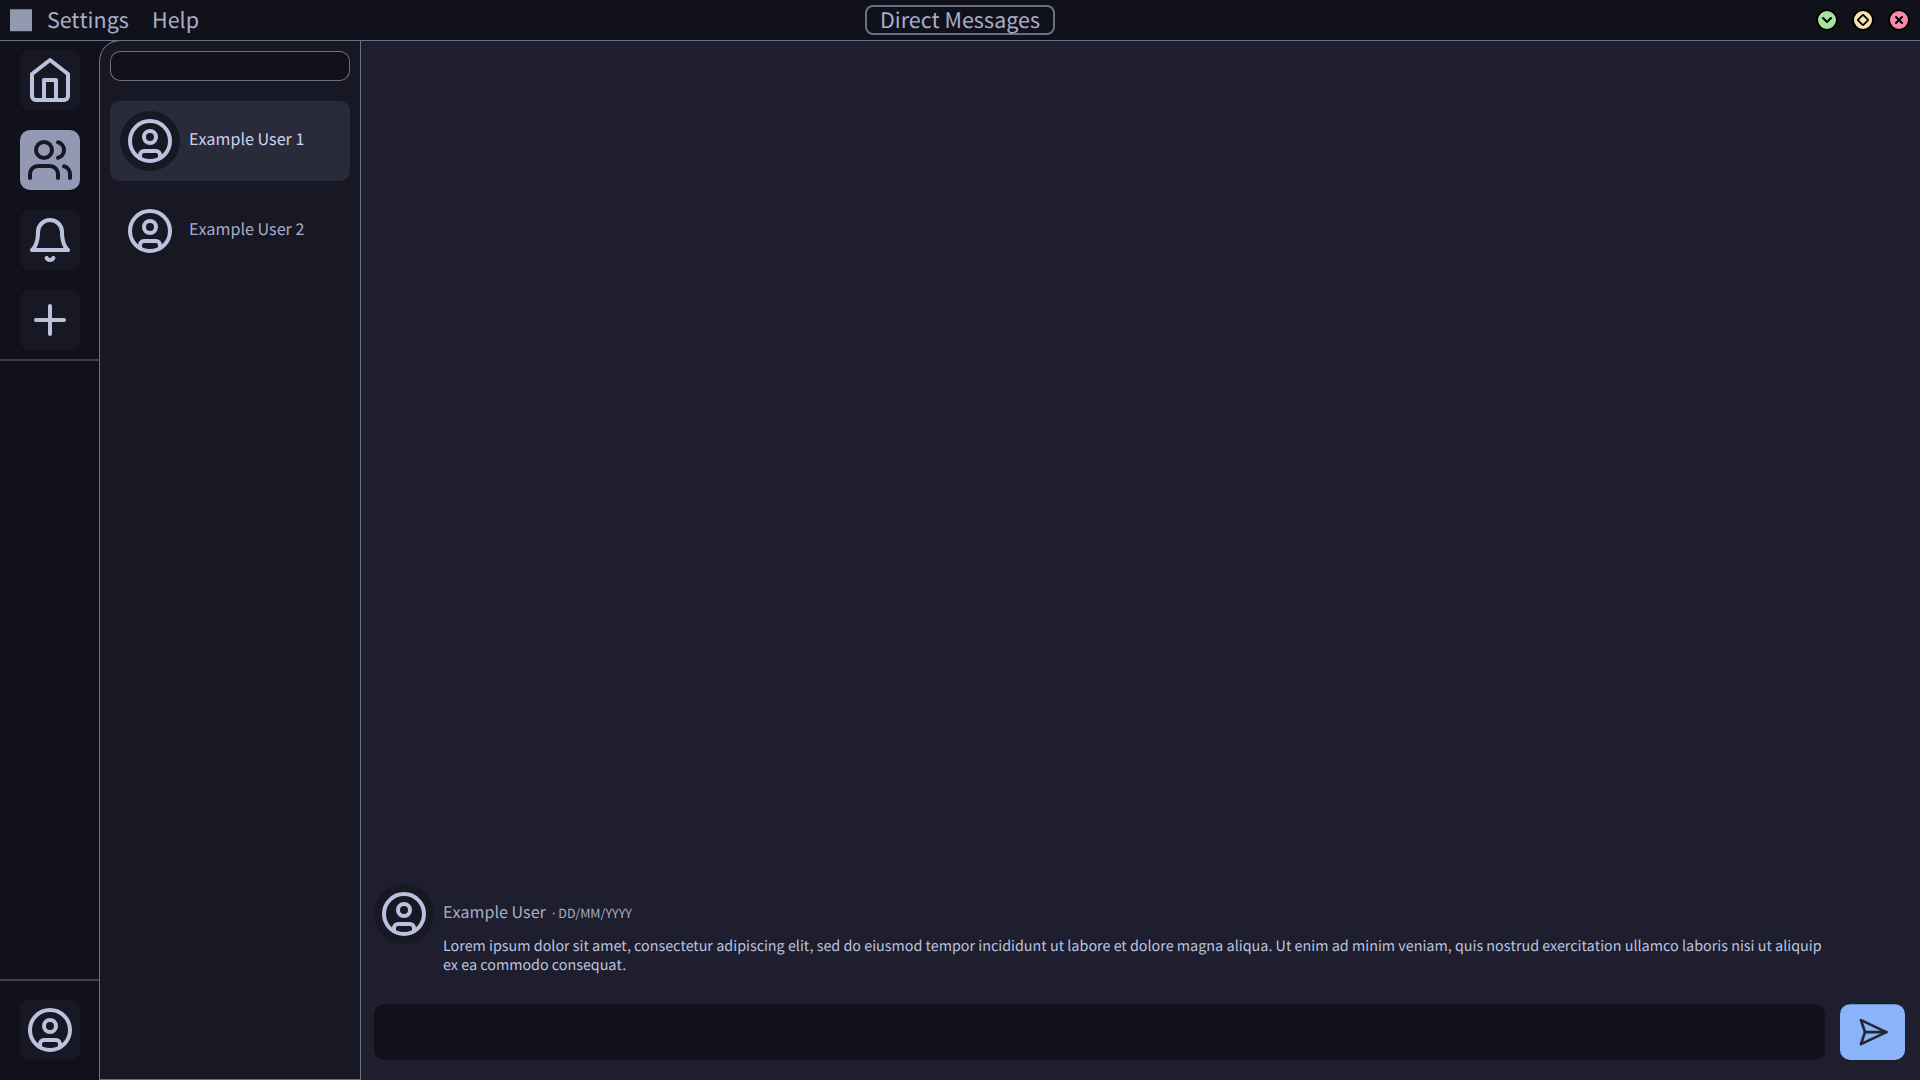 Settings Help Direct Messages
Example User 1
Example User 2
Example User · DD/MM/YYYY
Lorem ipsum dolor sit amet, consectetur adipiscing elit, sed do eiusmod tempor incididunt ut labore et dolore magna aliqua. Ut enim ad minim veniam, quis nostrud exercitation ullamco laboris nisi ut aliquip
ex ea commodo consequat.